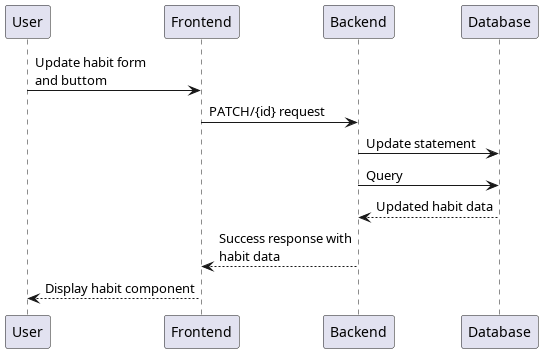 User Frontend Backend Database
Update habit form
and buttom
PATCH/{id} request
Update statement
Query
Updated habit data
Success response with
habit data
Display habit component
User Frontend Backend Database